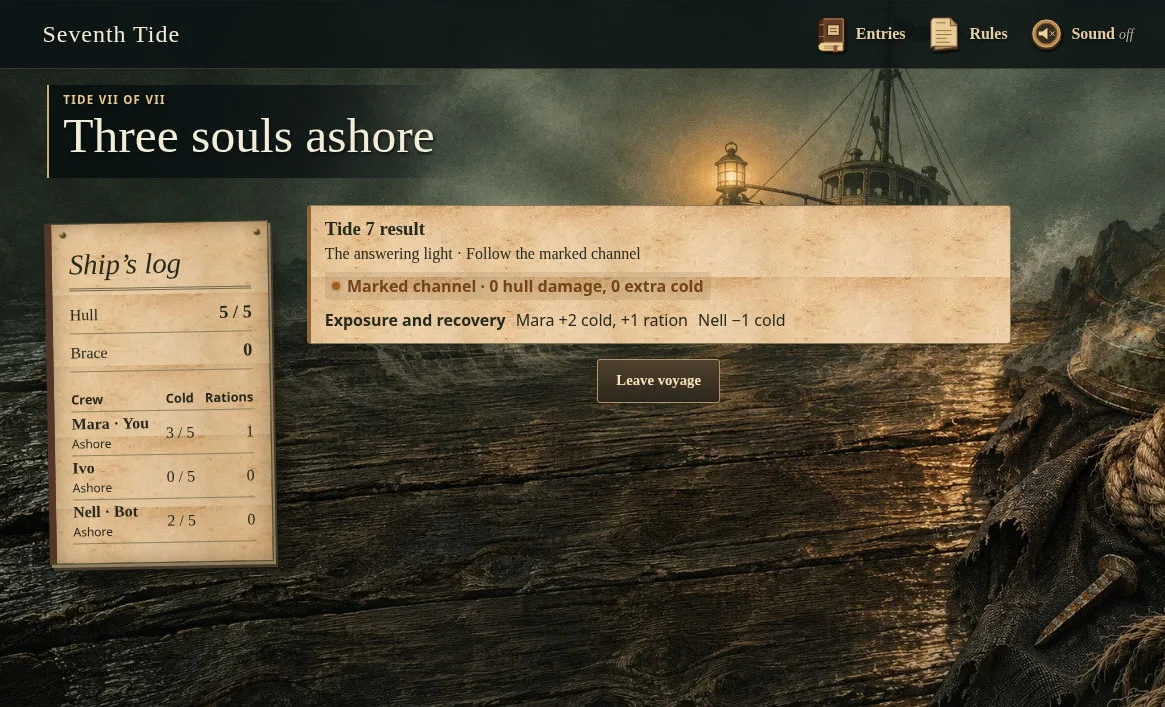 Seventh Tide
Entries
Rules
Sound off
TIDE VII OF VII
Three souls ashore
Ship’s log
Hull 5 / 5
Brace 0
Crew Cold Rations
Mara · You
Ashore
3 / 5 1
Ivo
Ashore
0 / 5 0
Nell · Bot
Ashore
2 / 5 0
Tide 7 result
The answering light · Follow the marked channel
Marked channel · 0 hull damage, 0 extra cold
Exposure and recovery Mara +2 cold, +1 ration Nell −1 cold
Leave voyage